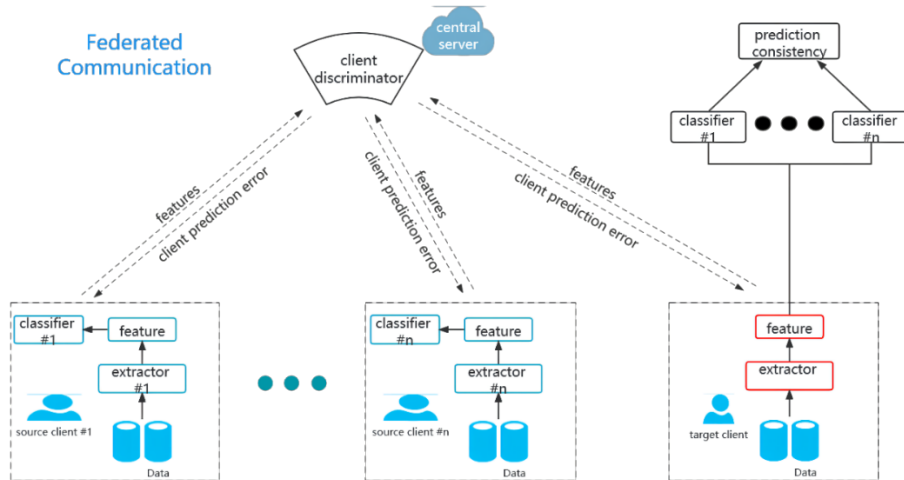 Federated
Communication
central
server
client
discriminator
prediction
consistency
classifier
#1
classifier
#n
features
client prediction error
features
client prediction error
features
client prediction error
classifier
#1
feature
extractor
#1
source client #1
Data
classifier
#n
feature
extractor
#n
source client #n
Data
feature
extractor
target client
Data